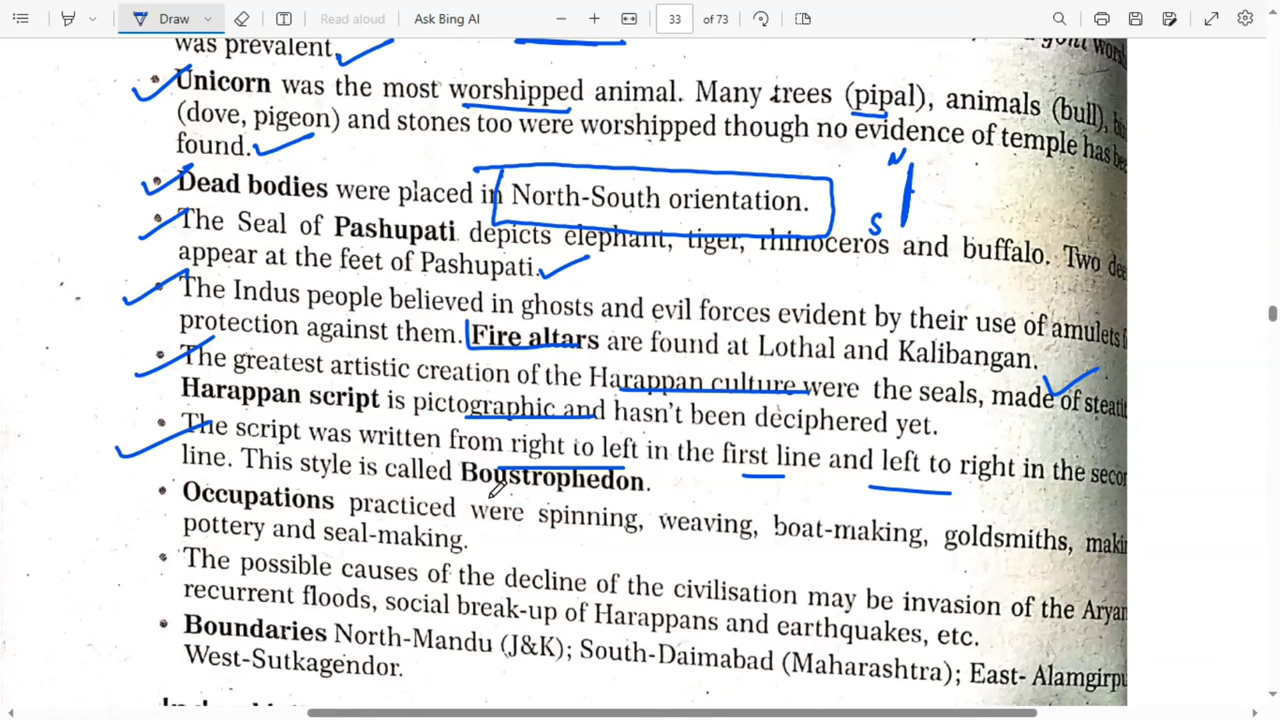 Draw
Read aloud
Ask Bing AI
33
of 73
was prevalent.
• Unicorn was the most worshipped animal. Many trees (pipal), animals (bull),
(dove, pigeon) and stones too were worshipped though no evidence of temple has
found.
N
• Dead bodies were placed in North-South orientation.
S
• The Seal of Pashupati depicts elephant, tiger, rhinoceros and buffalo. Two
appear at the feet of Pashupati.
• The Indus people believed in ghosts and evil forces evident by their use of amulets
protection against them. Fire altars are found at Lothal and Kalibangan.
• The greatest artistic creation of the Harappan culture were the seals, made of
Harappan script is pictographic and hasn't been deciphered yet.
• The script was written from right to left in the first line and left to right in the
line. This style is called Boustrophedon.
• Occupations practiced were spinning, weaving, boat-making, goldsmiths,
pottery and seal-making.
• The possible causes of the decline of the civilisation may be invasion of the
recurrent floods, social break-up of Harappans and earthquakes, etc.
• Boundaries North-Mandu (J&K); South-Daimabad (Maharashtra); East-
West-Sutkagendor.